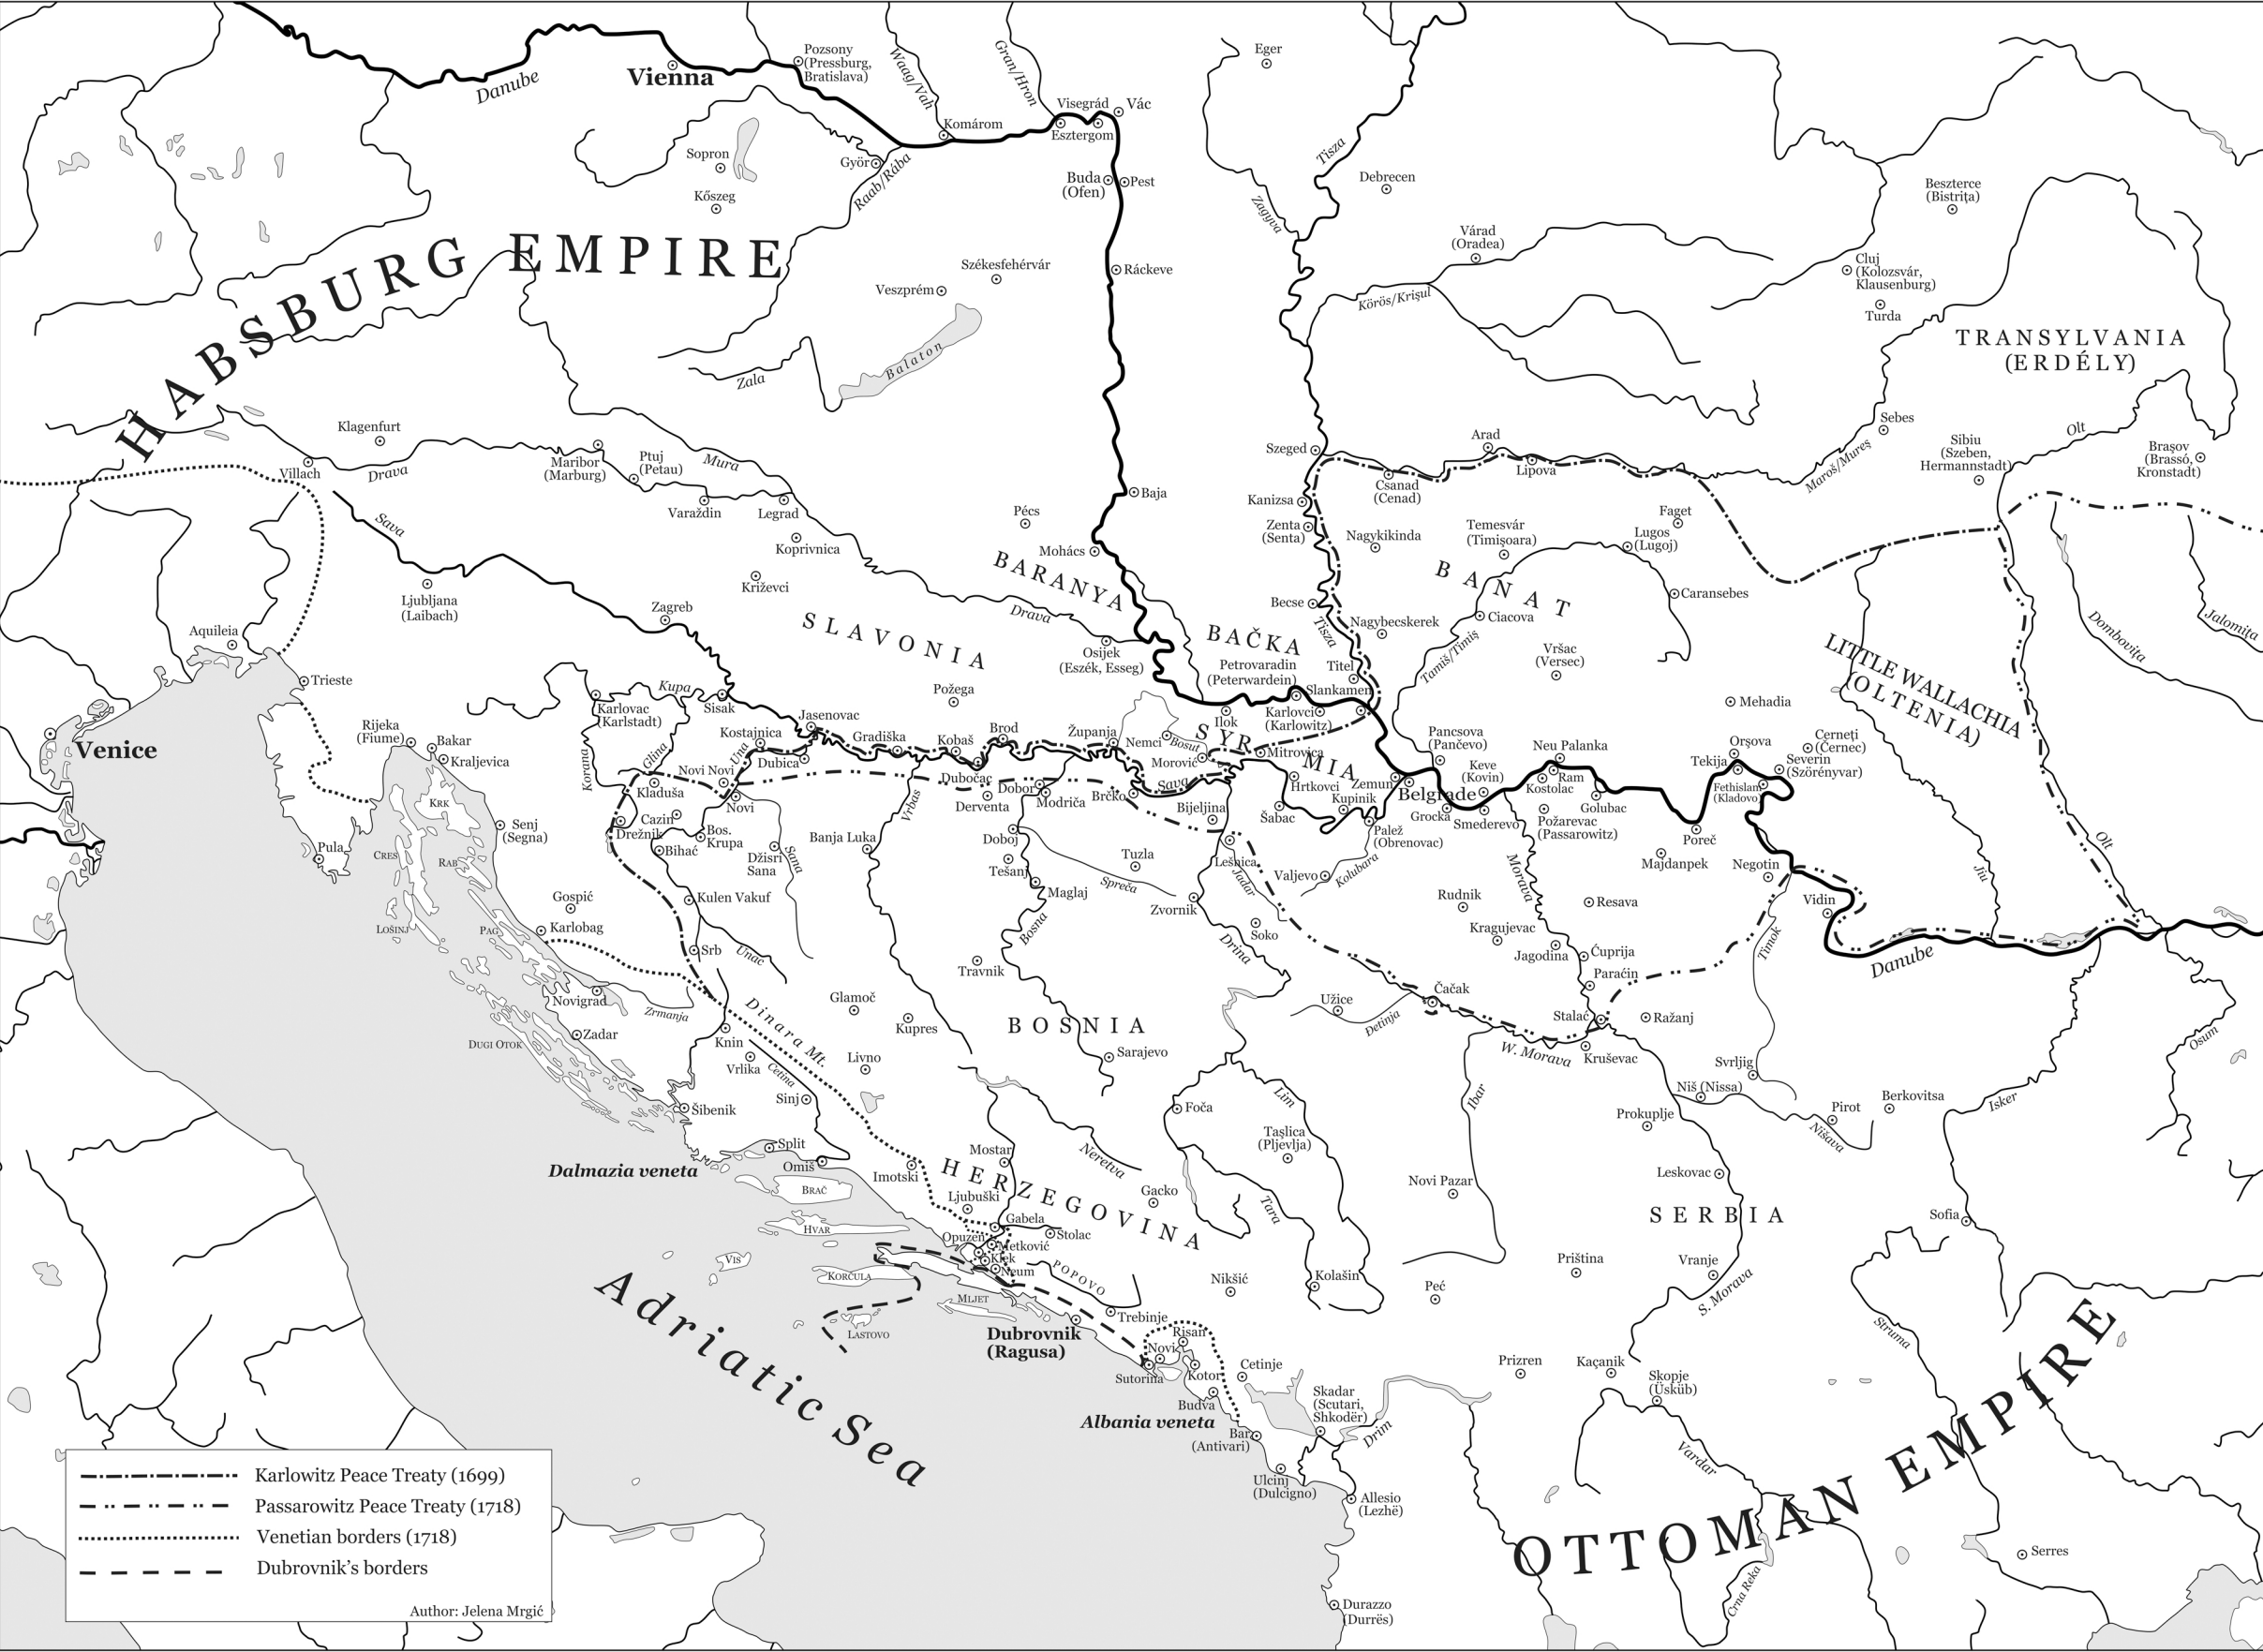 Danube
Vienna
Pozsony
(Pressburg,
Bratislava)
Waag/Vah
Gran/Hron
Eger
Visegrád
Vác
Komárom
Esztergom
Sopron
Györ
Raab/Rába
Kőszeg
Buda
(Ofen)
Pest
Tisza
Debrecen
Zagyva
Beszterce
(Bistrița)
HABSBURG EMPIRE
Székesfehérvár
Veszprém
Ráckeve
Várad
(Oradea)
Körös/Krişul
Cluj
(Kolozsvár,
Klausenburg)
Turda
TRANSYLVANIA
(ERDÉLY)
Balaton
Zala
Klagenfurt
Villach
Drava
Maribor
(Marburg)
Ptuj
(Petau)
Mura
Varaždin
Legrad
Koprivnica
Križevci
Sava
Ljubljana
(Laibach)
Zagreb
Pécs
Baja
Mohács
BARANYA
Szeged
Kanizsa
Zenta
(Senta)
Csanad
(Cenad)
Arad
Lipova
Maroš/Mureş
Sebes
Sibiu
(Szeben,
Hermannstadt)
Olt
Braşov
(Brassó,
Kronstadt)
Nagykikinda
Temesvár
(Timişoara)
Faget
Lugos
(Lugoj)
BANAT
Caransebes
Becse
Tisza
Nagybecskerek
Ciacova
Tamiš/Timiş
Vršac
(Versec)
Mehadia
LITTLE WALLACHIA
(OLTENIA)
Dombovița
Jalomița
SLAVONIA
Drava
Osijek
(Eszék, Esseg)
BAČKA
Petrovaradin
(Peterwardein)
Titel
Slankamen
Karlovci
(Karlowitz)
Ilok
SYRMIA
Aquileia
Trieste
Venice
Rijeka
(Fiume)
Bakar
Kraljevica
Karlovac
(Karlstadt)
Kupa
Sisak
Korana
Glina
Una
Kostajnica
Jasenovac
Dubica
Požega
Gradiška
Kobaš
Brod
Dubočac
Županja
Nemci
Bosut
Morović
Mitrovica
Sava
Hrtkovci
Zemun
Kupinik
Belgrade
Pancsova
(Pančevo)
Keve
(Kovin)
Neu Palanka
Ram
Kostolac
Grocka
Smederevo
Golubac
Požarevac
(Passarowitz)
Tekija
Orşova
Cerneți
(Černec)
Severin
(Szörényvar)
Fethislam
(Kladovo)
Poreč
Majdanpek
Negotin
Vidin
Jiu
Olt
Danube
Timok
Novi Novi
Novi
Kladuša
Cazin
Drežnik
Bihać
Bos.
Krupa
Džisri
Sana
Sana
Banja Luka
Vrbas
Derventa
Dobor
Modriča
Brčko
Bijeljina
Doboj
Tešanj
Maglaj
Tuzla
Spreča
Bosna
Zvornik
Lešnica
Jadar
Šabac
Palež
(Obrenovac)
Valjevo
Kolubara
Soko
Drina
Morava
Rudnik
Kragujevac
Resava
Jagodina
Ćuprija
Paraćin
Senj
(Segna)
Pula
KRK
CRES
RAB
LOŠINJ
PAG
Gospić
Karlobag
Kulen Vakuf
Srb
Unac
Novigrad
Zrmanja
Zadar
DUGI OTOK
Knin
Vrlika
Dinara Mt.
Cetina
Sinj
Glamoč
Kupres
Livno
Travnik
BOSNIA
Sarajevo
Užice
Detinja
Čačak
W. Morava
Stalać
Ražanj
Kruševac
Svrljig
Niš (Nissa)
Pirot
Nišava
Berkovitsa
Isker
Osum
Prokuplje
Leskovac
SERBIA
Vranje
S. Morava
Sofia
Struma
Ibar
Novi Pazar
Priština
Peć
Šibenik
Split
Omiš
Dalmazia veneta
BRAČ
HVAR
VIS
KORČULA
LASTOVO
MLJET
Imotski
Mostar
HERZEGOVINA
Neretva
Ljubuški
Gabela
Opuzen
Metković
Klek
Neum
Stolac
POPOVO
Gacko
Foča
Lim
Taşlica
(Pljevlja)
Tara
Kolašin
Nikšić
Trebinje
Dubrovnik
(Ragusa)
Risan
Novi
Sutorina
Kotor
Budva
Cetinje
Albania veneta
Bar
(Antivari)
Skadar
(Scutari,
Shkodër)
Drim
Ulcinj
(Dulcigno)
Allesio
(Lezhë)
Durazzo
(Durrës)
Prizren
Kaçanik
Skopje
(Üsküb)
Vardar
Crna Reka
Serres
OTTOMAN EMPIRE
Adriatic Sea
Karlowitz Peace Treaty (1699)
Passarowitz Peace Treaty (1718)
Venetian borders (1718)
Dubrovnik's borders
Author: Jelena Mrgić